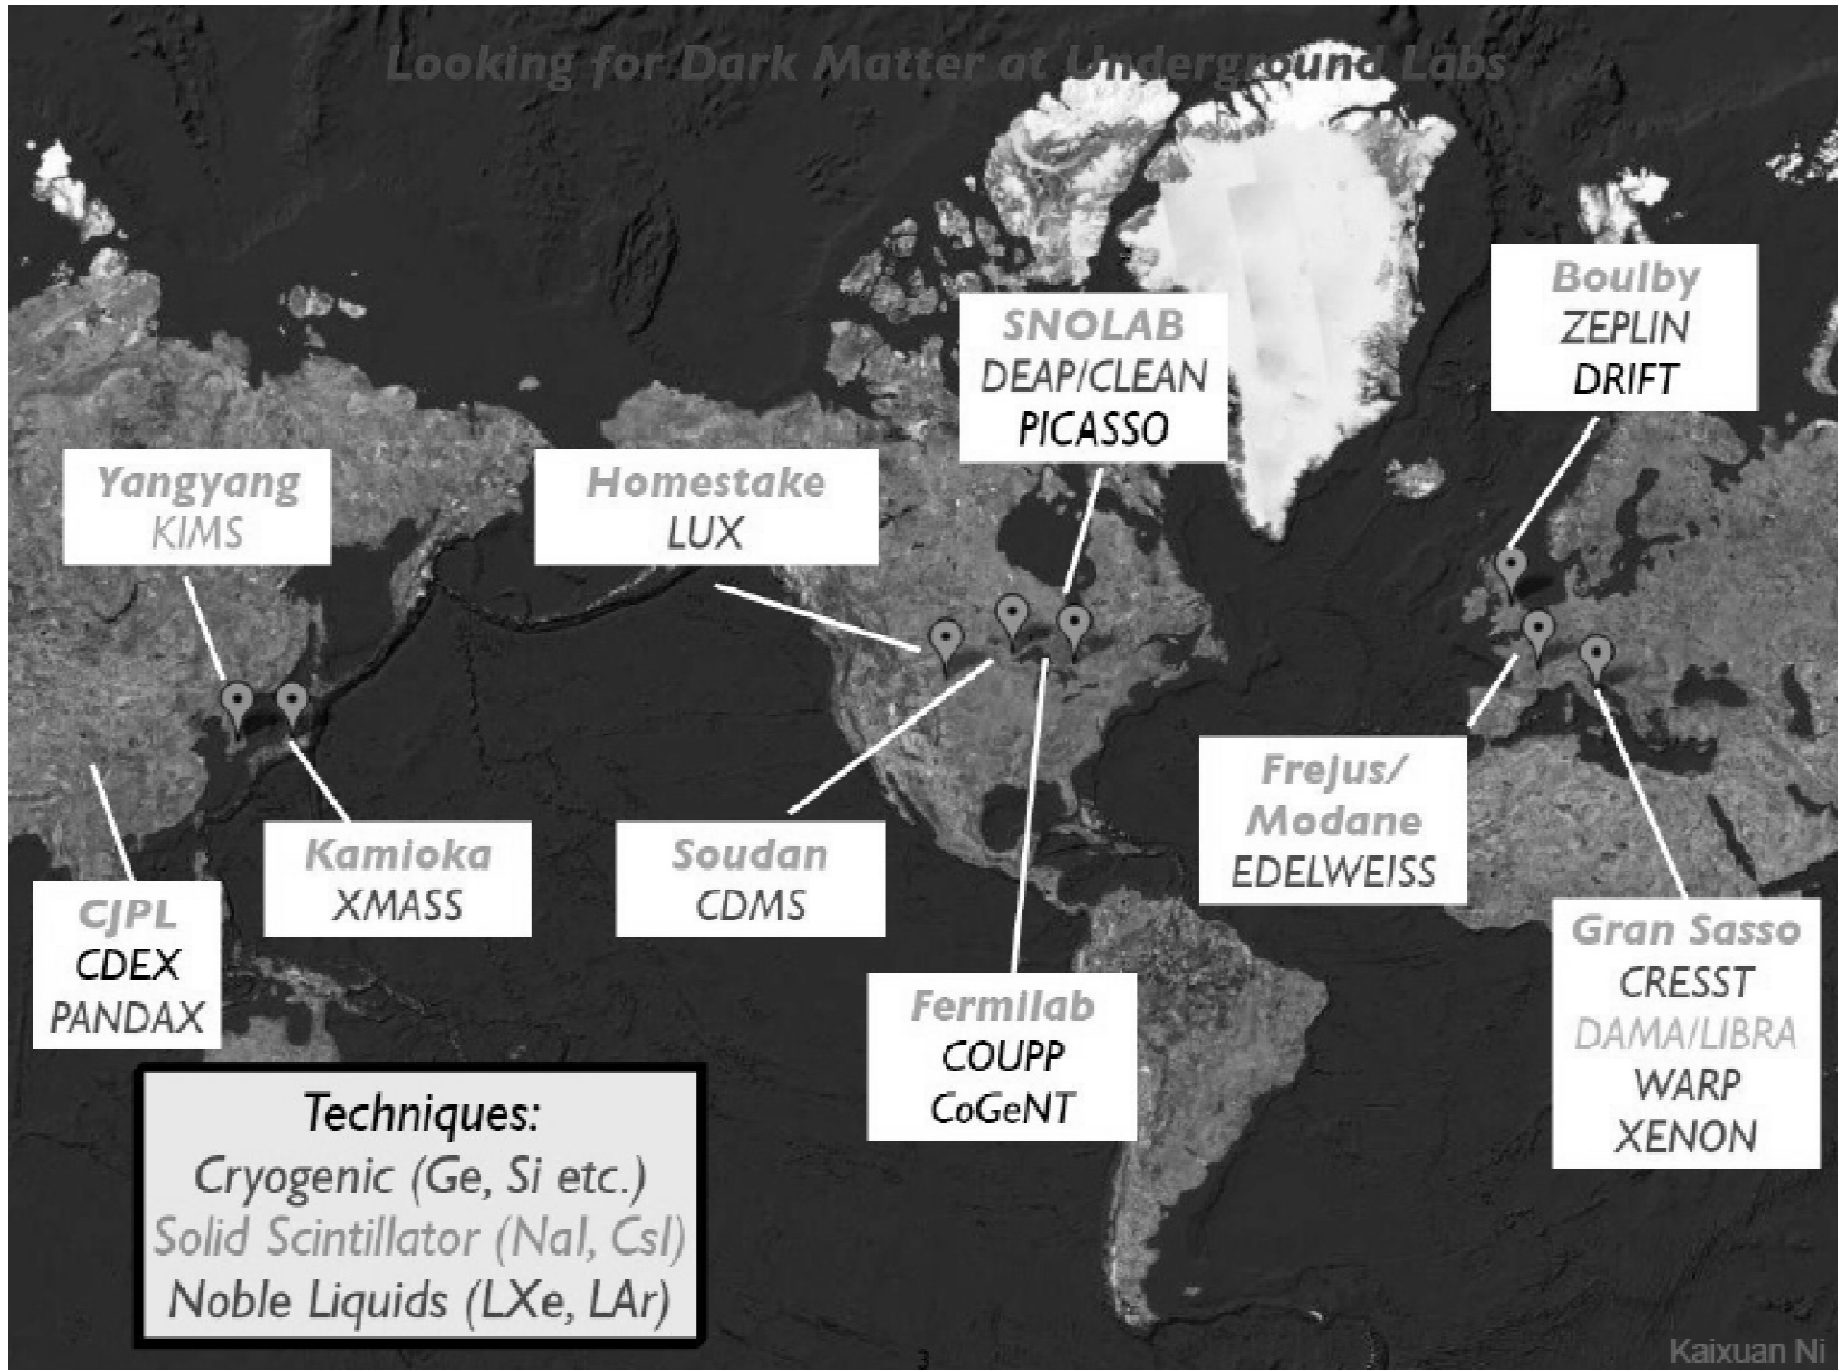 Looking for Dark Matter at Underground Labs
Boulby
ZEPLIN
DRIFT
SNOLAB
DEAP/CLEAN
PICASSO
Yangyang
KIMS
Homestake
LUX
Frejus/
Modane
EDELWEISS
Kamioka
XMASS
Soudan
CDMS
CJPL
CDEX
PANDAX
Gran Sasso
CRESST
DAMA/LIBRA
WARP
XENON
Fermilab
COUPP
CoGeNT
Techniques:
Cryogenic (Ge, Si etc.)
Solid Scintillator (NaI, CsI)
Noble Liquids (LXe, LAr)
Kaixuan Ni